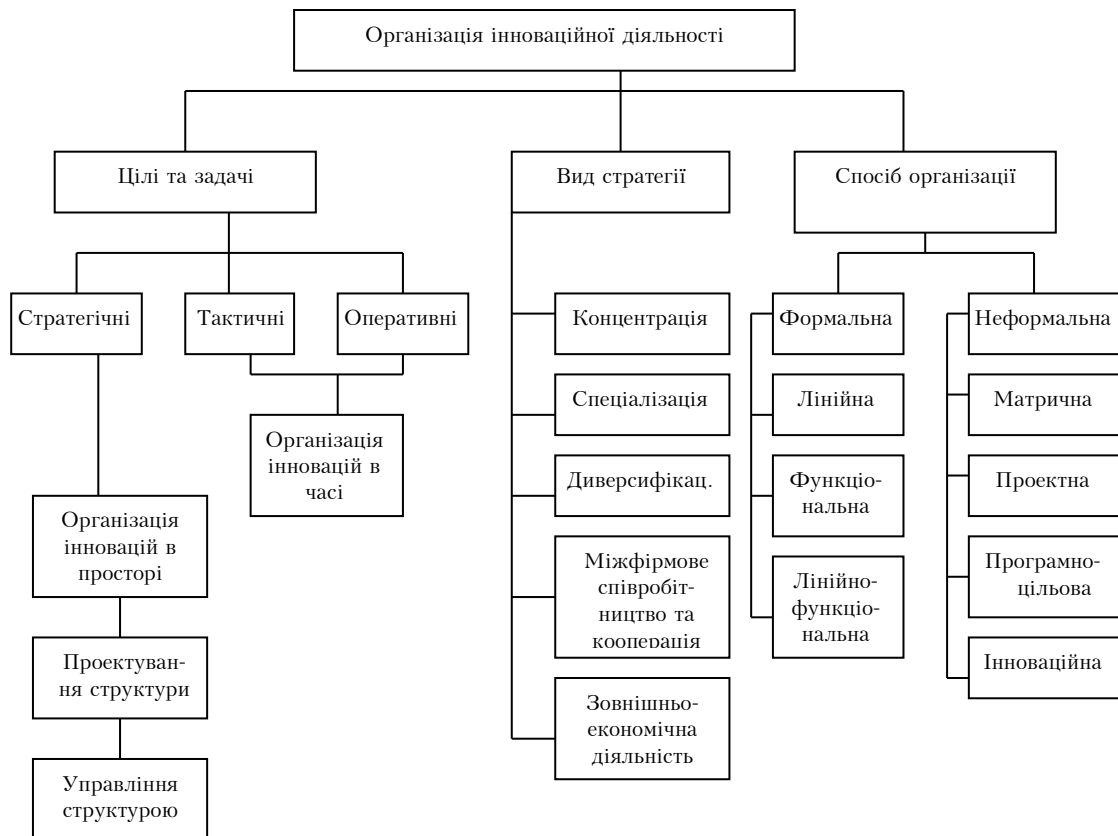 Організація інноваційної діяльності
Цілі та задачі
Вид стратегії
Спосіб організації
Стратегічні
Тактичні
Оперативні
Організація
інновацій в
часі
Організація
інновацій в
просторі
Проектуван-
ня структури
Управління
структурою
Концентрація
Спеціалізація
Диверсифікац.
Міжфірмове
співробіт-
ництво та
кооперація
Зовнішньо-
економічна
діяльність
Формальна
Лінійна
Функціо-
нальна
Лінійно-
функціо-
нальна
Неформальна
Матрична
Проектна
Програмно-
цільова
Інноваційна